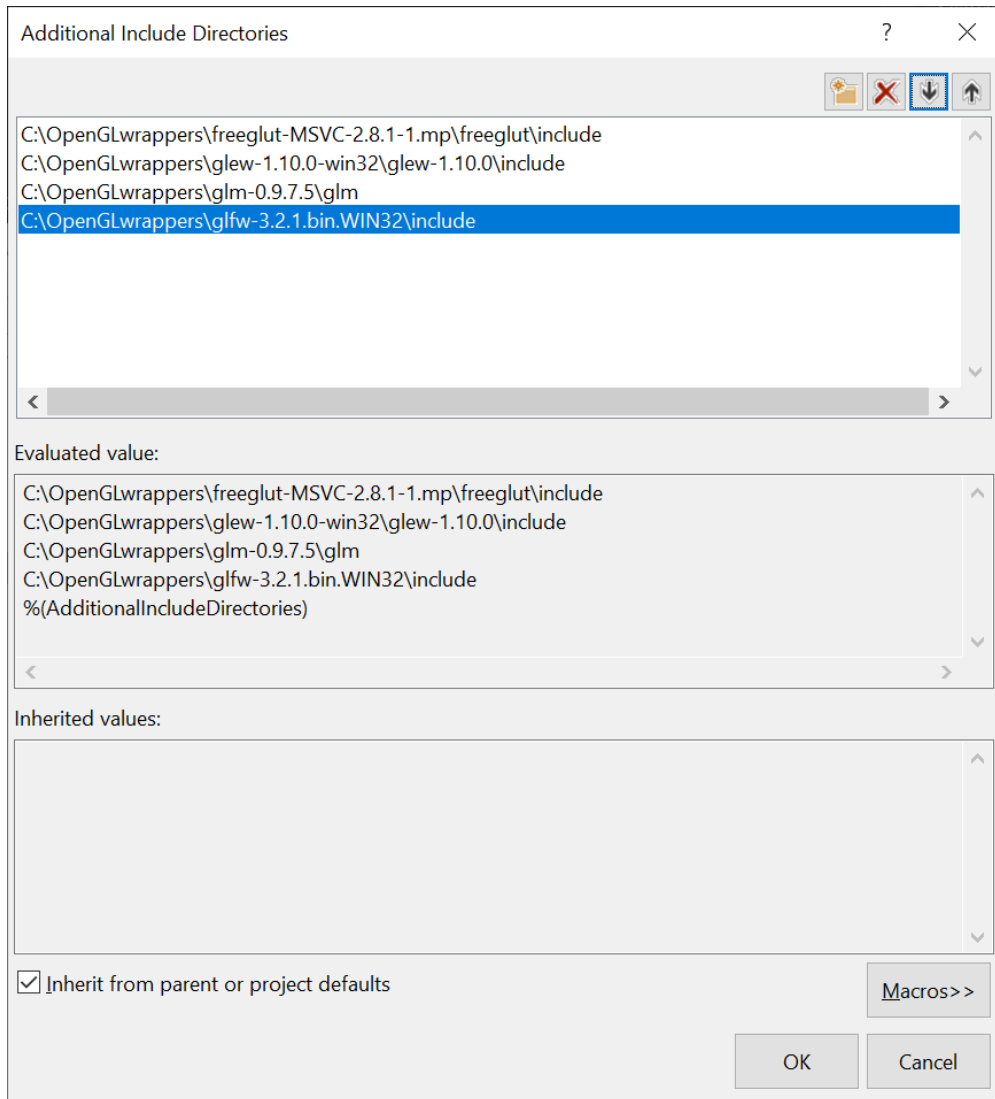 Additional Include Directories
?
C:\OpenGLwrappers\freeglut-MSVC-2.8.1-1.mp\freeglut\include
C:\OpenGLwrappers\glew-1.10.0-win32\glew-1.10.0\include
C:\OpenGLwrappers\glm-0.9.7.5\glm
C:\OpenGLwrappers\glfw-3.2.1.bin.WIN32\include
Evaluated value:
C:\OpenGLwrappers\freeglut-MSVC-2.8.1-1.mp\freeglut\include
C:\OpenGLwrappers\glew-1.10.0-win32\glew-1.10.0\include
C:\OpenGLwrappers\glm-0.9.7.5\glm
C:\OpenGLwrappers\glfw-3.2.1.bin.WIN32\include
%(AdditionalIncludeDirectories)
Inherited values:
Inherit from parent or project defaults
Macros>>
OK
Cancel